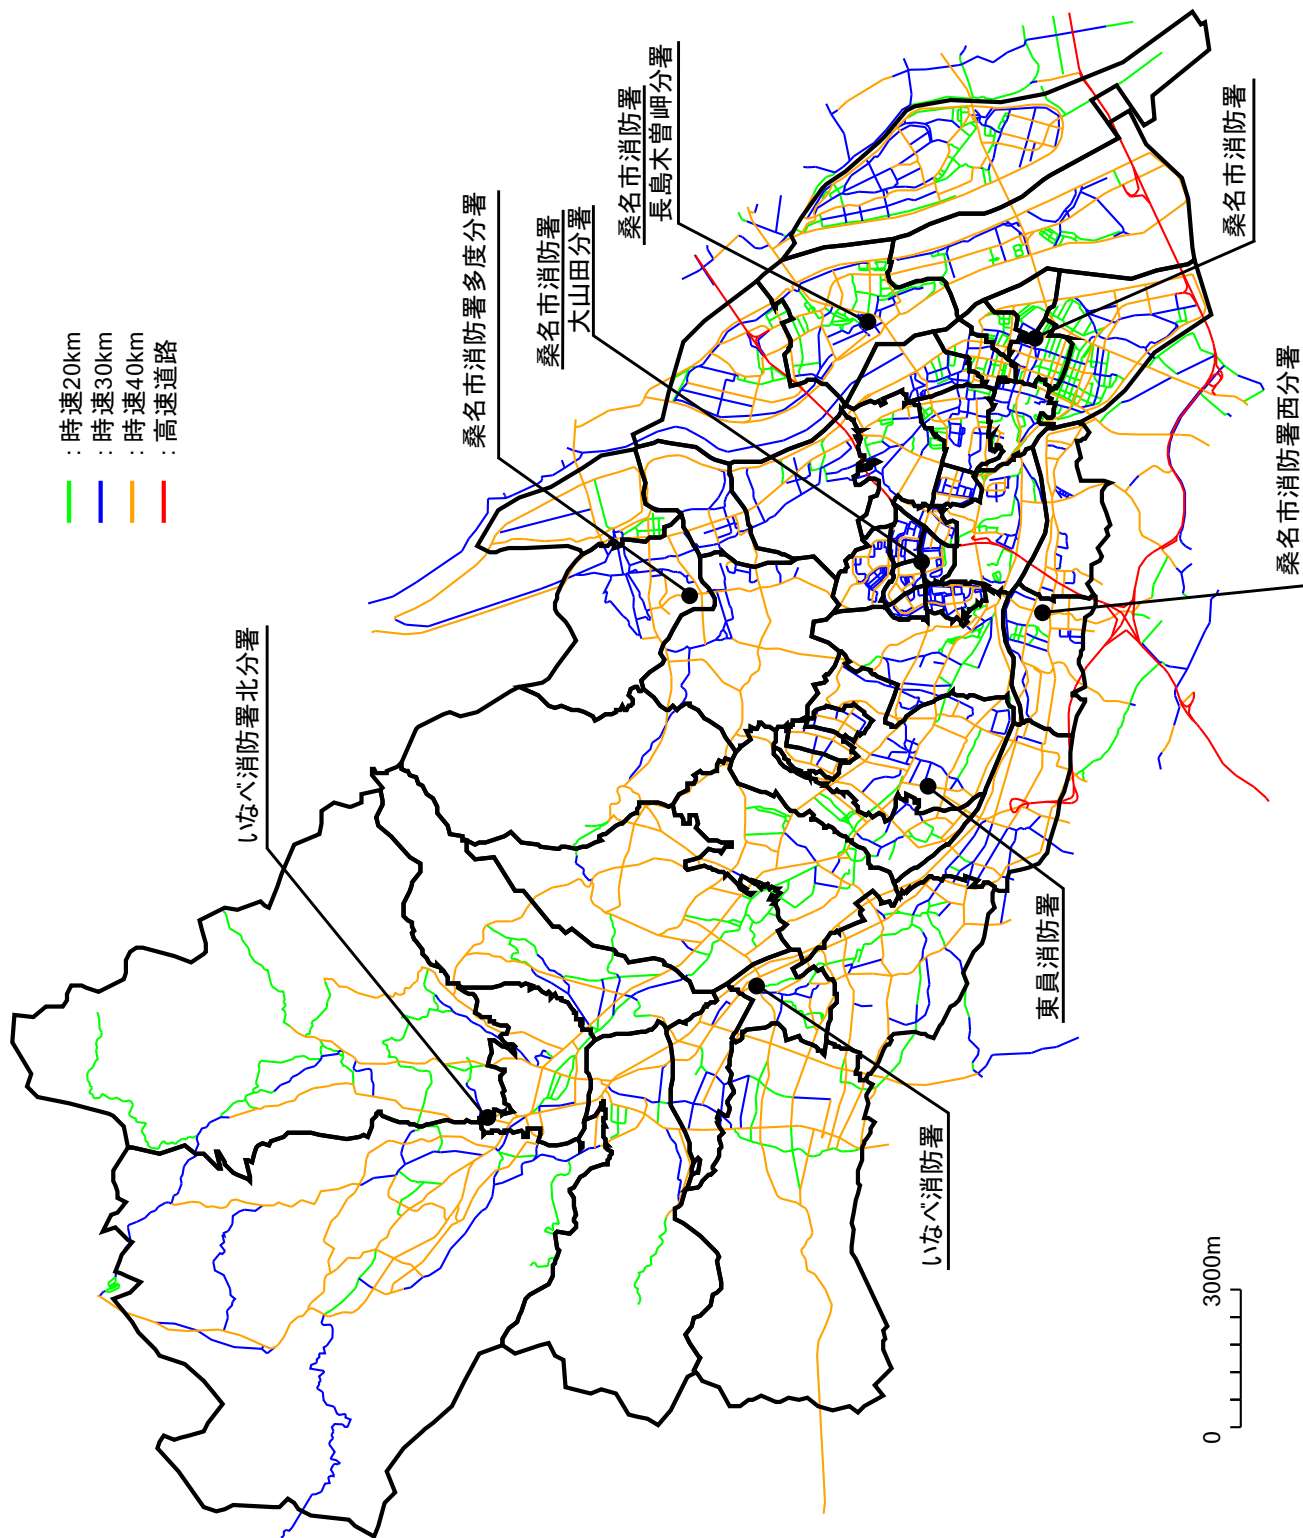 ：時速20km
：時速30km
：時速40km
：高速道路
いなべ消防署北分署
桑名市消防署多度分署
桑名市消防署
大山田分署
桑名市消防署
長島木曽岬分署
桑名市消防署
桑名市消防署西分署
東員消防署
いなべ消防署
0
3000m